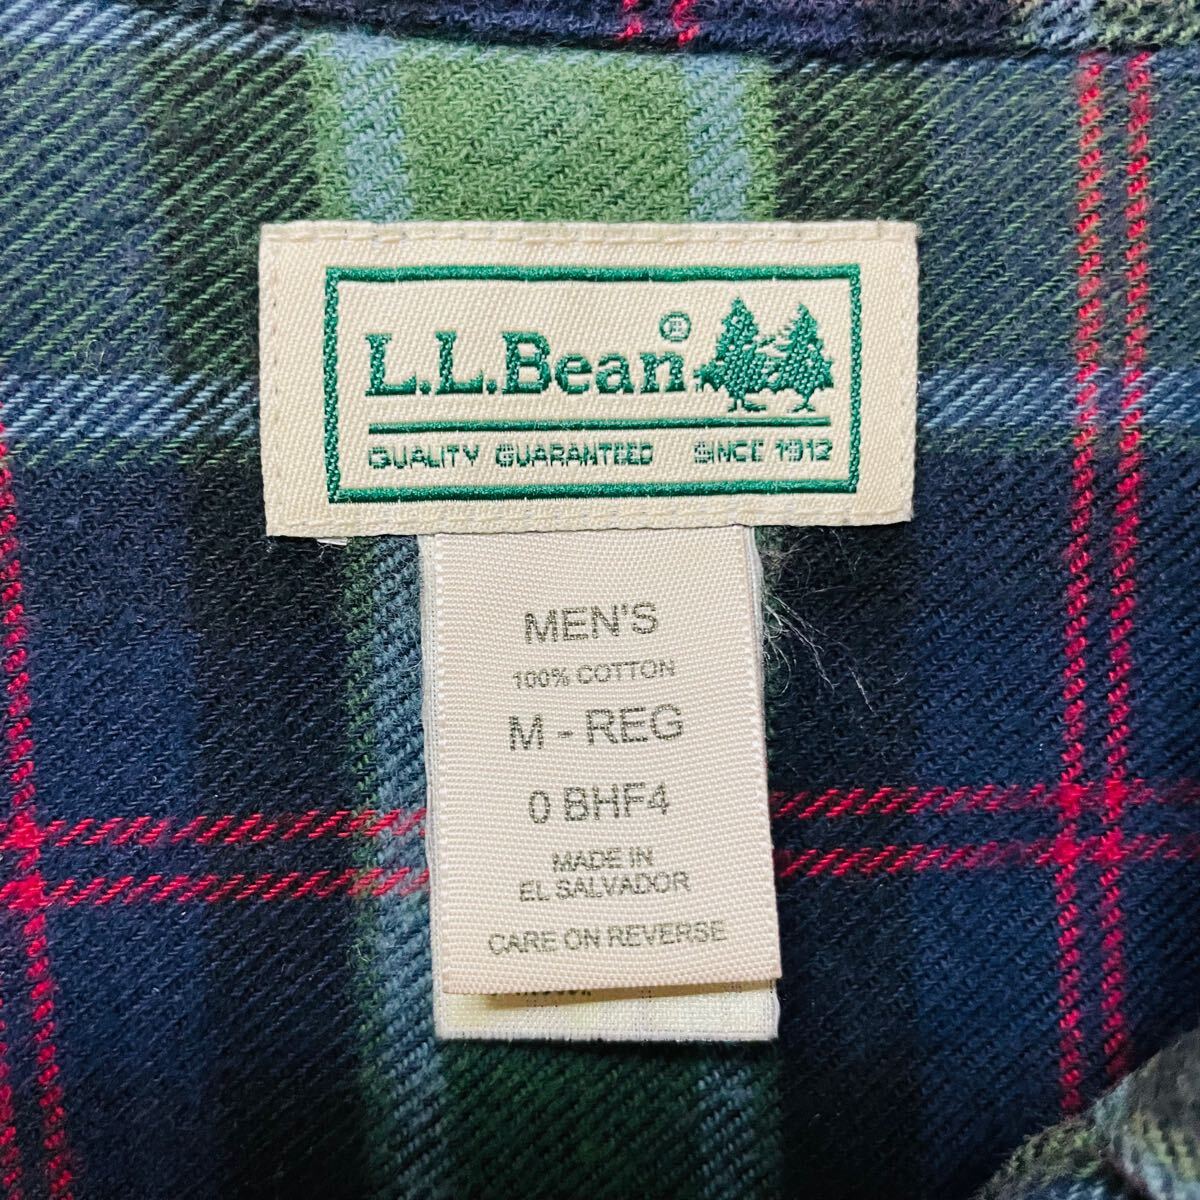 L.L.Bean®
QUALITY GUARANTEED SINCE 1912
MEN'S
100% COTTON
M - REG
0 BHF4
MADE IN
EL SALVADOR
CARE ON REVERSE